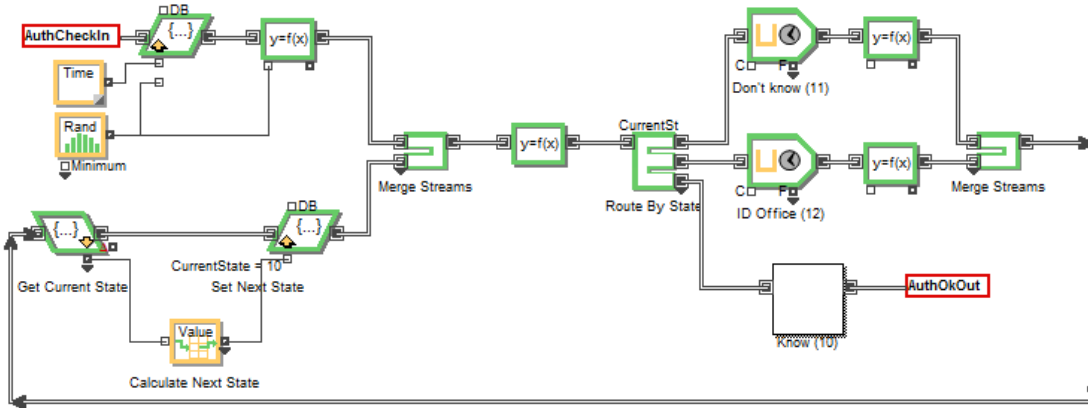 DB
AuthCheckIn
{...}
y=f(x)
Time
Rand
Minimum
Merge Streams
y=f(x)
CurrentSt
Route By State
C
F
Don't know (11)
y=f(x)
C
F
ID Office (12)
y=f(x)
Merge Streams
{...}
Get Current State
DB
{...}
CurrentState = 10
Set Next State
Value
Calculate Next State
Know (10)
AuthOkOut